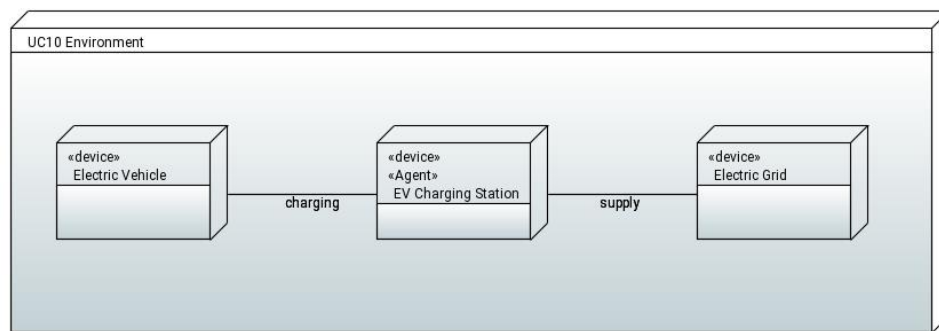 UC10 Environment
«device»
Electric Vehicle
charging
«device»
«Agent»
EV Charging Station
supply
«device»
Electric Grid